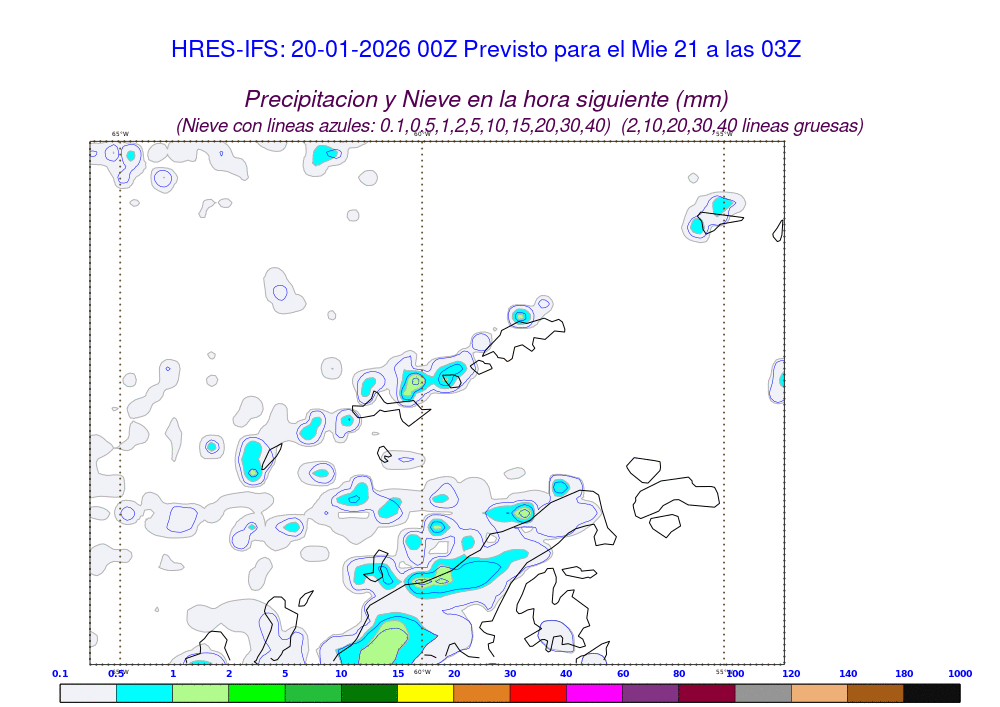 HRES-IFS: 20-01-2026 00Z Previsto para el Mie 21 a las 03Z
Precipitacion y Nieve en la hora siguiente (mm)
(Nieve con lineas azules: 0.1,0.5,1,2,5,10,15,20,30,40)  (2,10,20,30,40 lineas gruesas)
65°W 60°W 55°W
65°W 60°W 55°W
0.1 0.5 1 2 5 10 15 20 30 40 60 80 100 120 140 180 1000